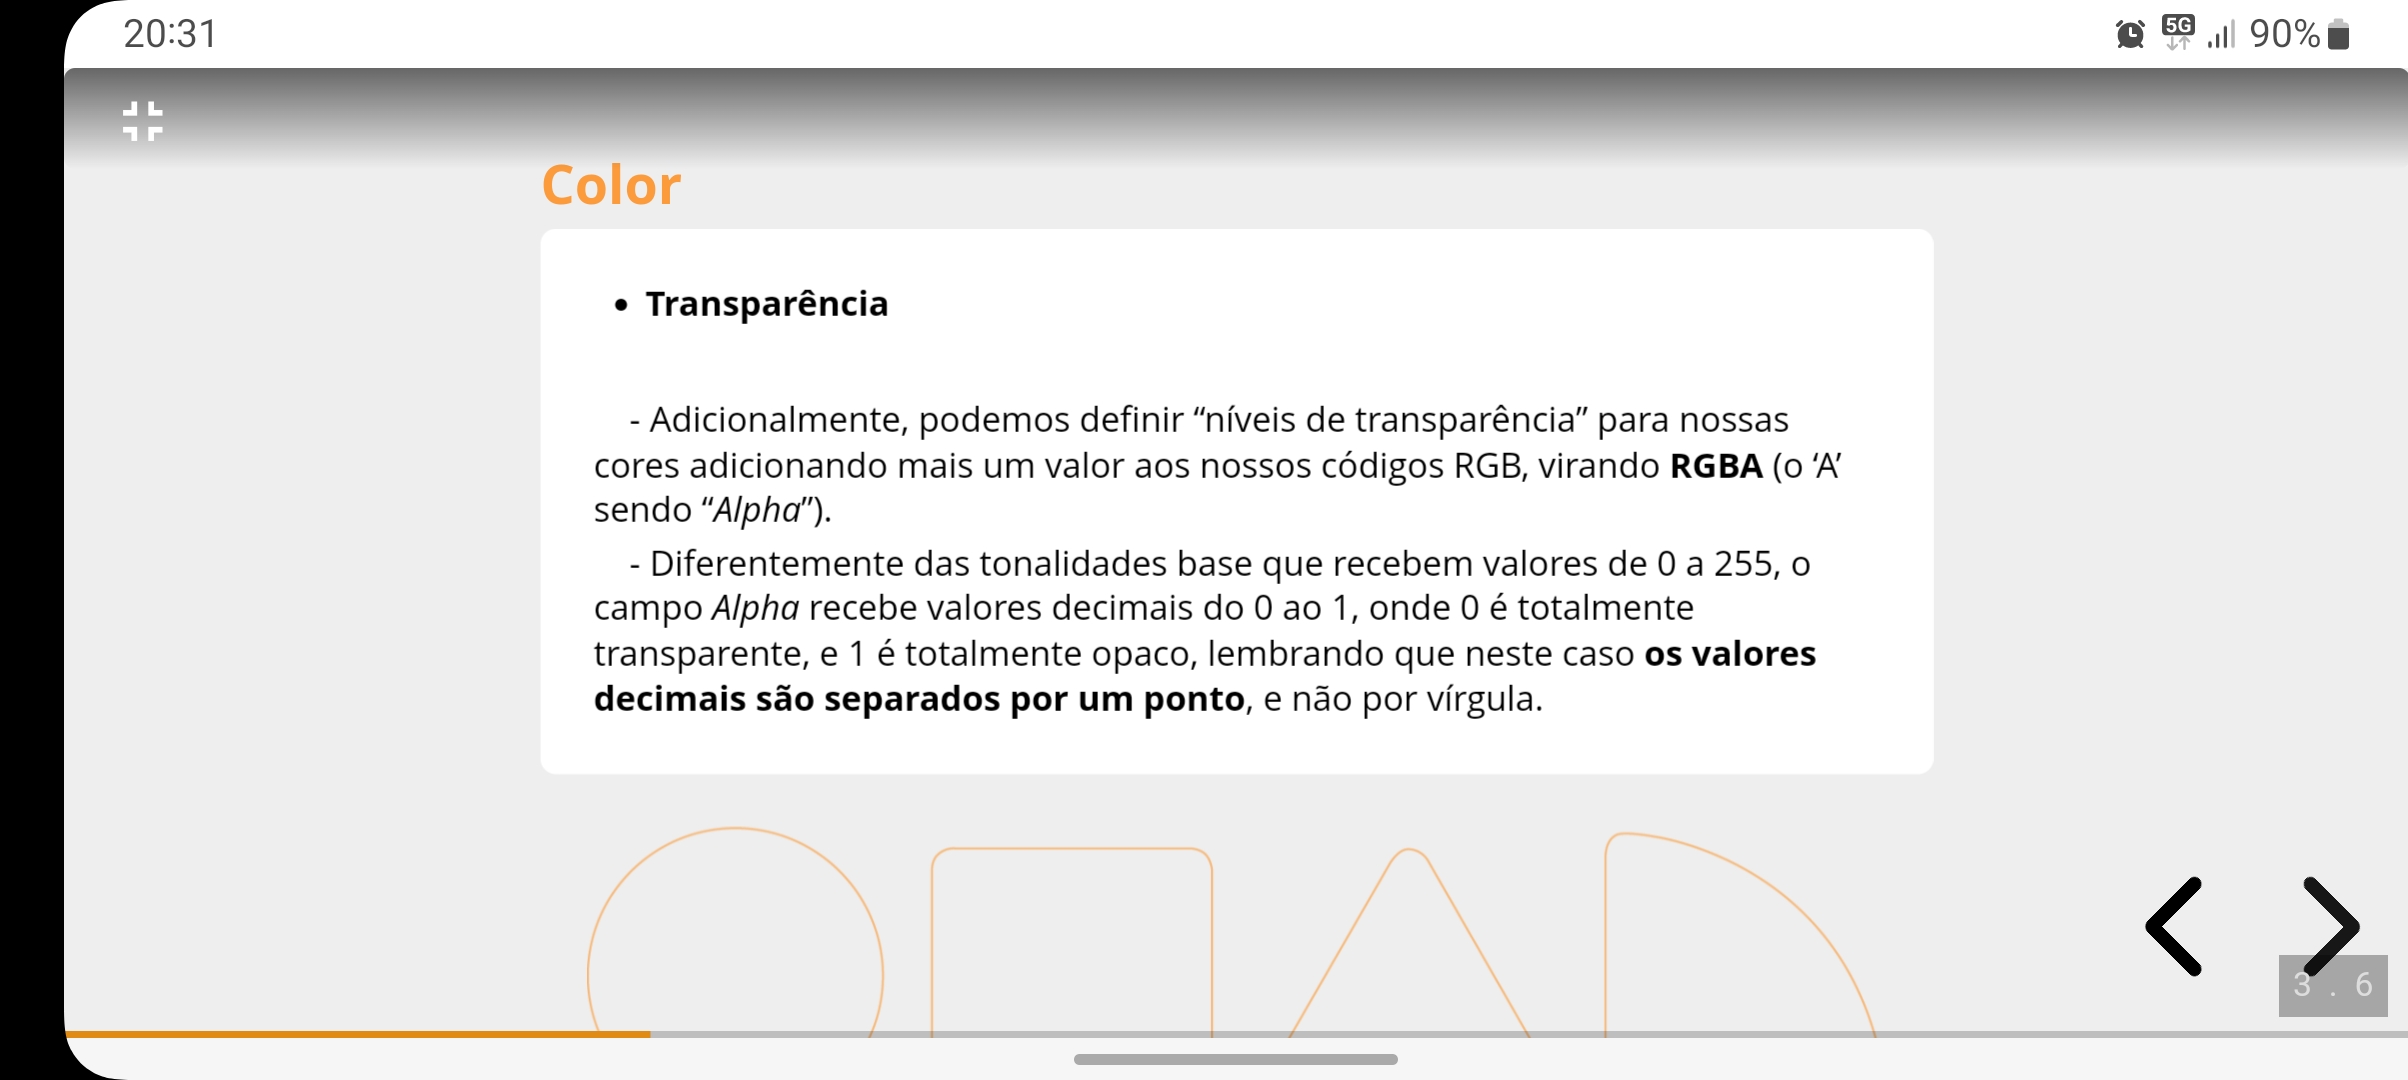 20:31
5G
90%
Color
• Transparência
- Adicionalmente, podemos definir “níveis de transparência” para nossas
cores adicionando mais um valor aos nossos códigos RGB, virando RGBA (o ‘A’
sendo “Alpha”).
- Diferentemente das tonalidades base que recebem valores de 0 a 255, o
campo Alpha recebe valores decimais do 0 ao 1, onde 0 é totalmente
transparente, e 1 é totalmente opaco, lembrando que neste caso os valores
decimais são separados por um ponto, e não por vírgula.
3 . 6